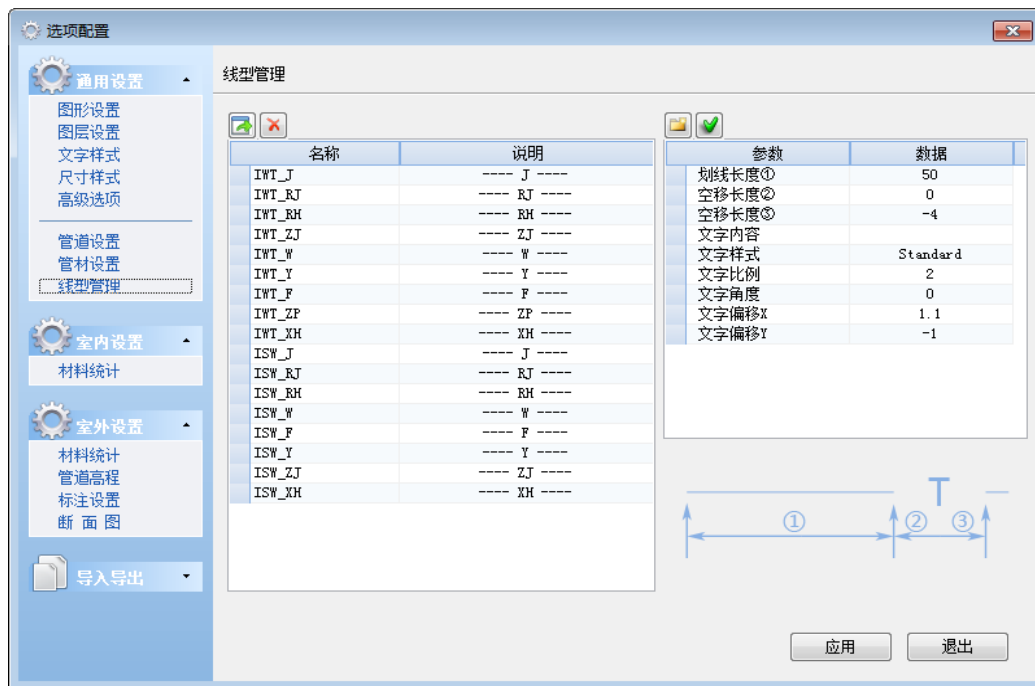 选项配置
通用设置
图形设置
图层设置
文字样式
尺寸样式
高级选项
管道设置
管材设置
线型管理
室内设置
材料统计
室外设置
材料统计
管道高程
标注设置
断 面 图
导入导出
线型管理
名称 说明
IWT_J ---- J ----
IWT_RJ ---- RJ ----
IWT_RH ---- RH ----
IWT_ZJ ---- ZJ ----
IWT_W ---- W ----
IWT_Y ---- Y ----
IWT_F ---- F ----
IWT_ZP ---- ZP ----
IWT_XH ---- XH ----
ISW_J ---- J ----
ISW_RJ ---- RJ ----
ISW_RH ---- RH ----
ISW_W ---- W ----
ISW_F ---- F ----
ISW_Y ---- Y ----
ISW_ZJ ---- ZJ ----
ISW_XH ---- XH ----
参数 数据
划线长度① 50
空移长度② 0
空移长度③ -4
文字内容
文字样式 Standard
文字比例 2
文字角度 0
文字偏移X 1.1
文字偏移Y -1
T
① ② ③
应用 退出